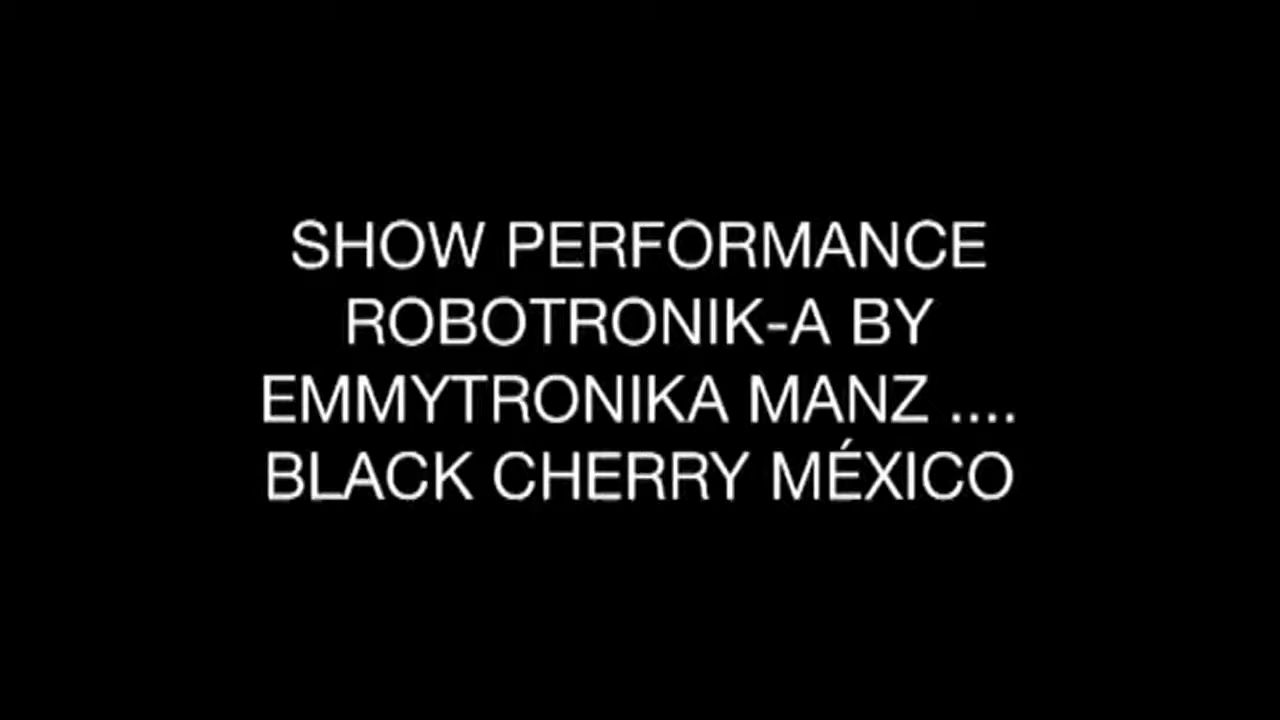 SHOW PERFORMANCE
ROBOTRONIK-A BY
EMMYTRONIKA MANZ ....
BLACK CHERRY MÉXICO